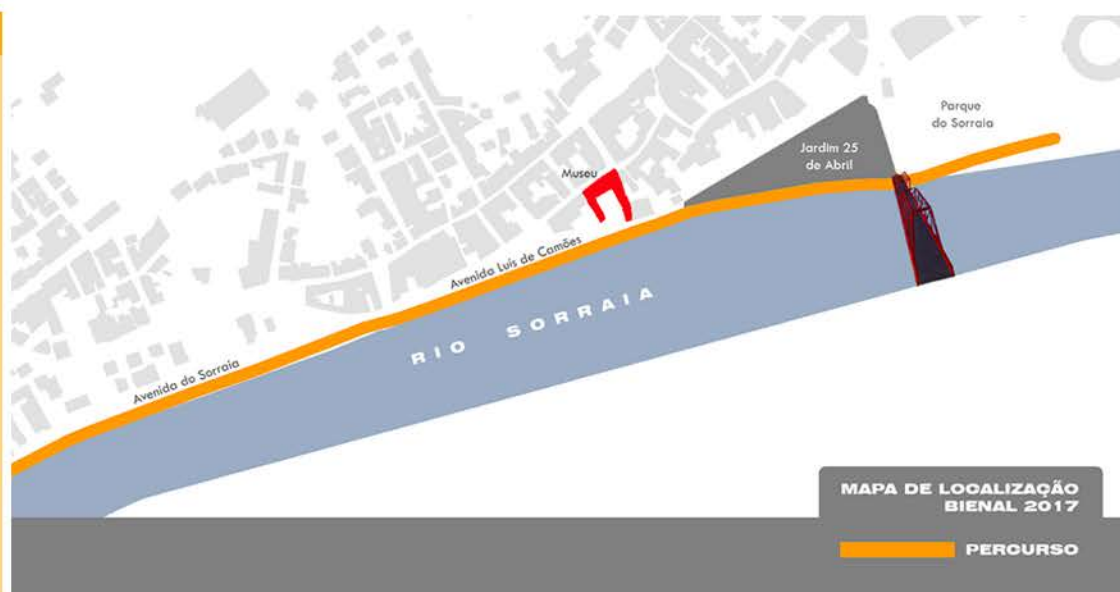 Parque
do Sorraia
Jardim 25
de Abril
Museu
Avenida Luís de Camões
RIO SORRAIA
Avenida do Sorraia
MAPA DE LOCALIZAÇÃO
BIENAL 2017
PERCURSO